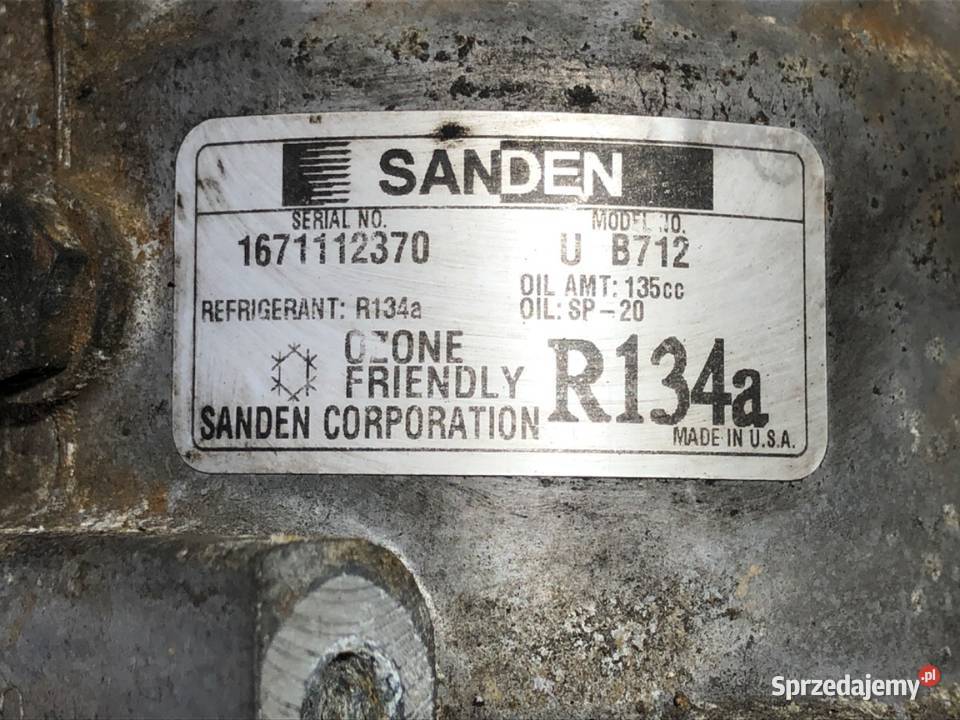 SANDEN
SERIAL NO. MODEL NO.
1671112370 U B712
OIL AMT: 135cc
REFRIGERANT: R134a OIL: SP-20
OZONE FRIENDLY R134a
SANDEN CORPORATION
MADE IN U.S.A.
Sprzedajemy.pl